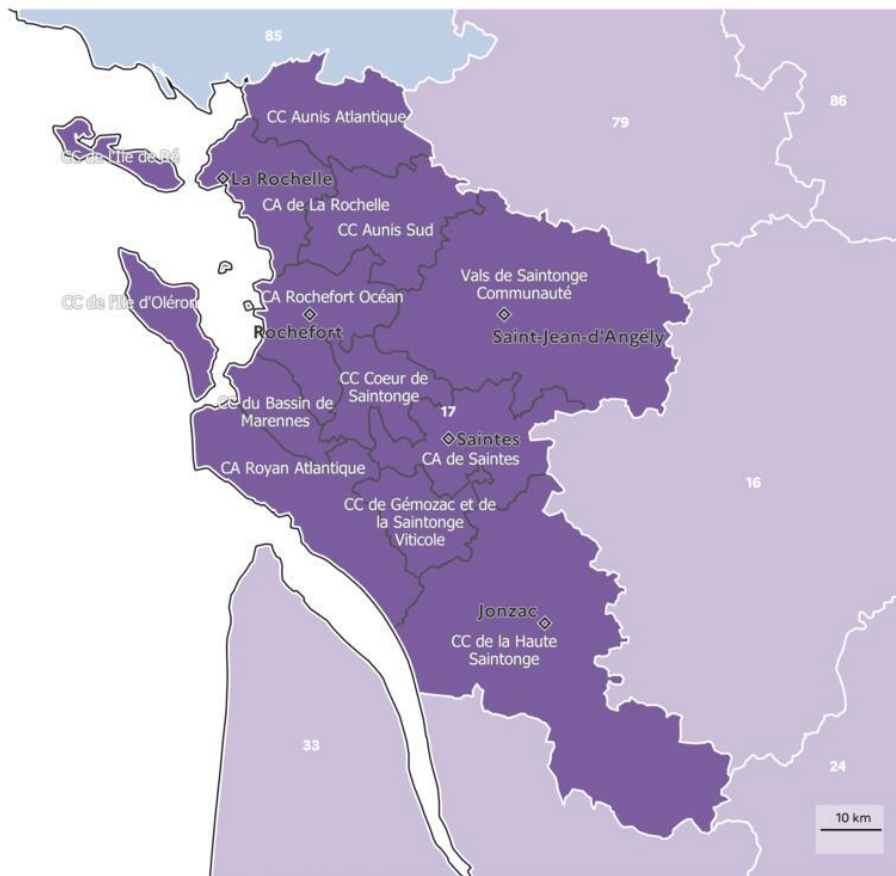 85
CC Aunis Atlantique
79
86
CC de l'Ile de Ré
La Rochelle
CA de La Rochelle
CC Aunis Sud
Vals de Saintonge
Communauté
CC de l'Ile d'Oléron
CA Rochefort Océan
Rochefort
Saint-Jean-d'Angély
CC Coeur de
Saintonge
CC du Bassin de
Marennes
17
Saintes
CA de Saintes
CA Royan Atlantique
16
CC de Gémozac et de
la Saintonge
Viticole
Jonzac
CC de la Haute
Saintonge
33
24
10 km